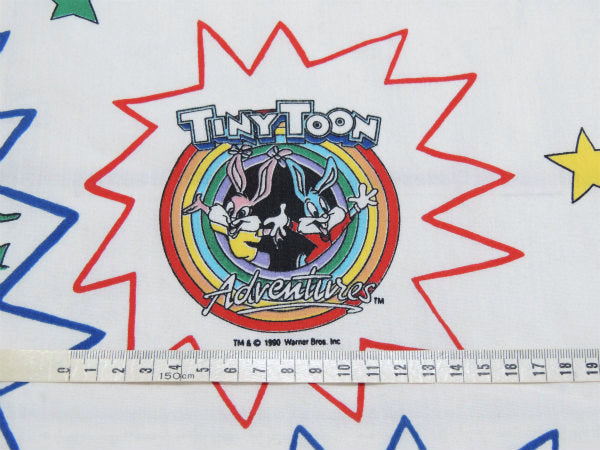 TINY TOON
Adventures TM
TM & © 1990 Warner Bros. Inc
0 1 2 3 4 5 6 7 8 9 10 11 12 13 14 15 16 17 18 19
150cm